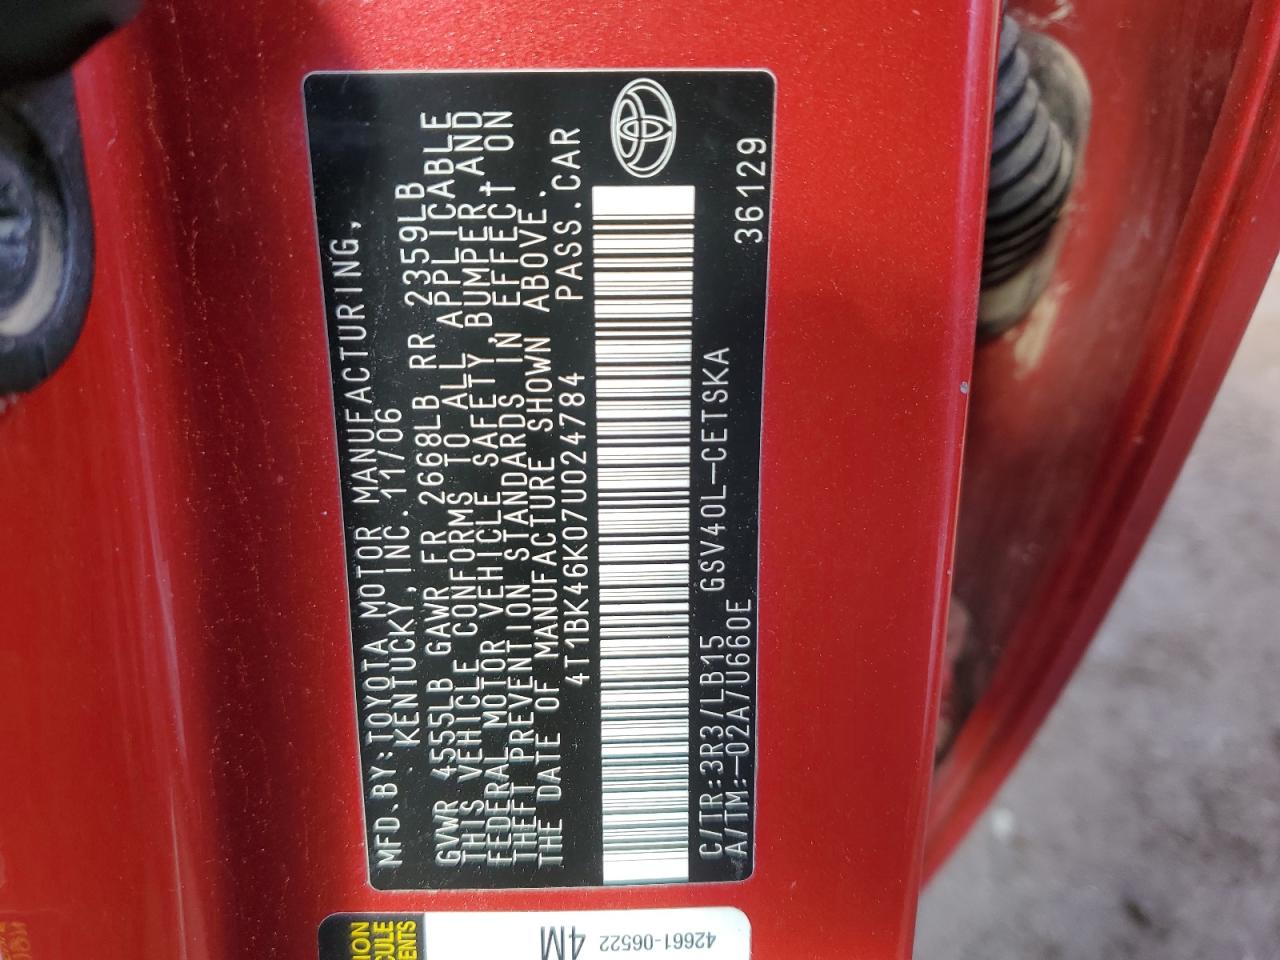 MFD.BY:TOYOTA MOTOR MANUFACTURING,
KENTUCKY, INC. 11/06
GVWR 4555LB GAWR FR 2668LB RR 2359LB
THIS VEHICLE CONFORMS TO ALL APPLICABLE
FEDERAL MOTOR VEHICLE SAFETY, BUMPER, AND
THEFT PREVENTION STANDARDS IN EFFECT ON
THE DATE OF MANUFACTURE SHOWN ABOVE.
4T1BK46K07U024784 PASS.CAR
C/TR:3R3/LB15 GSV40L-CETSKA
A/TM:-02A/U660E 36129
4M
42661-06522